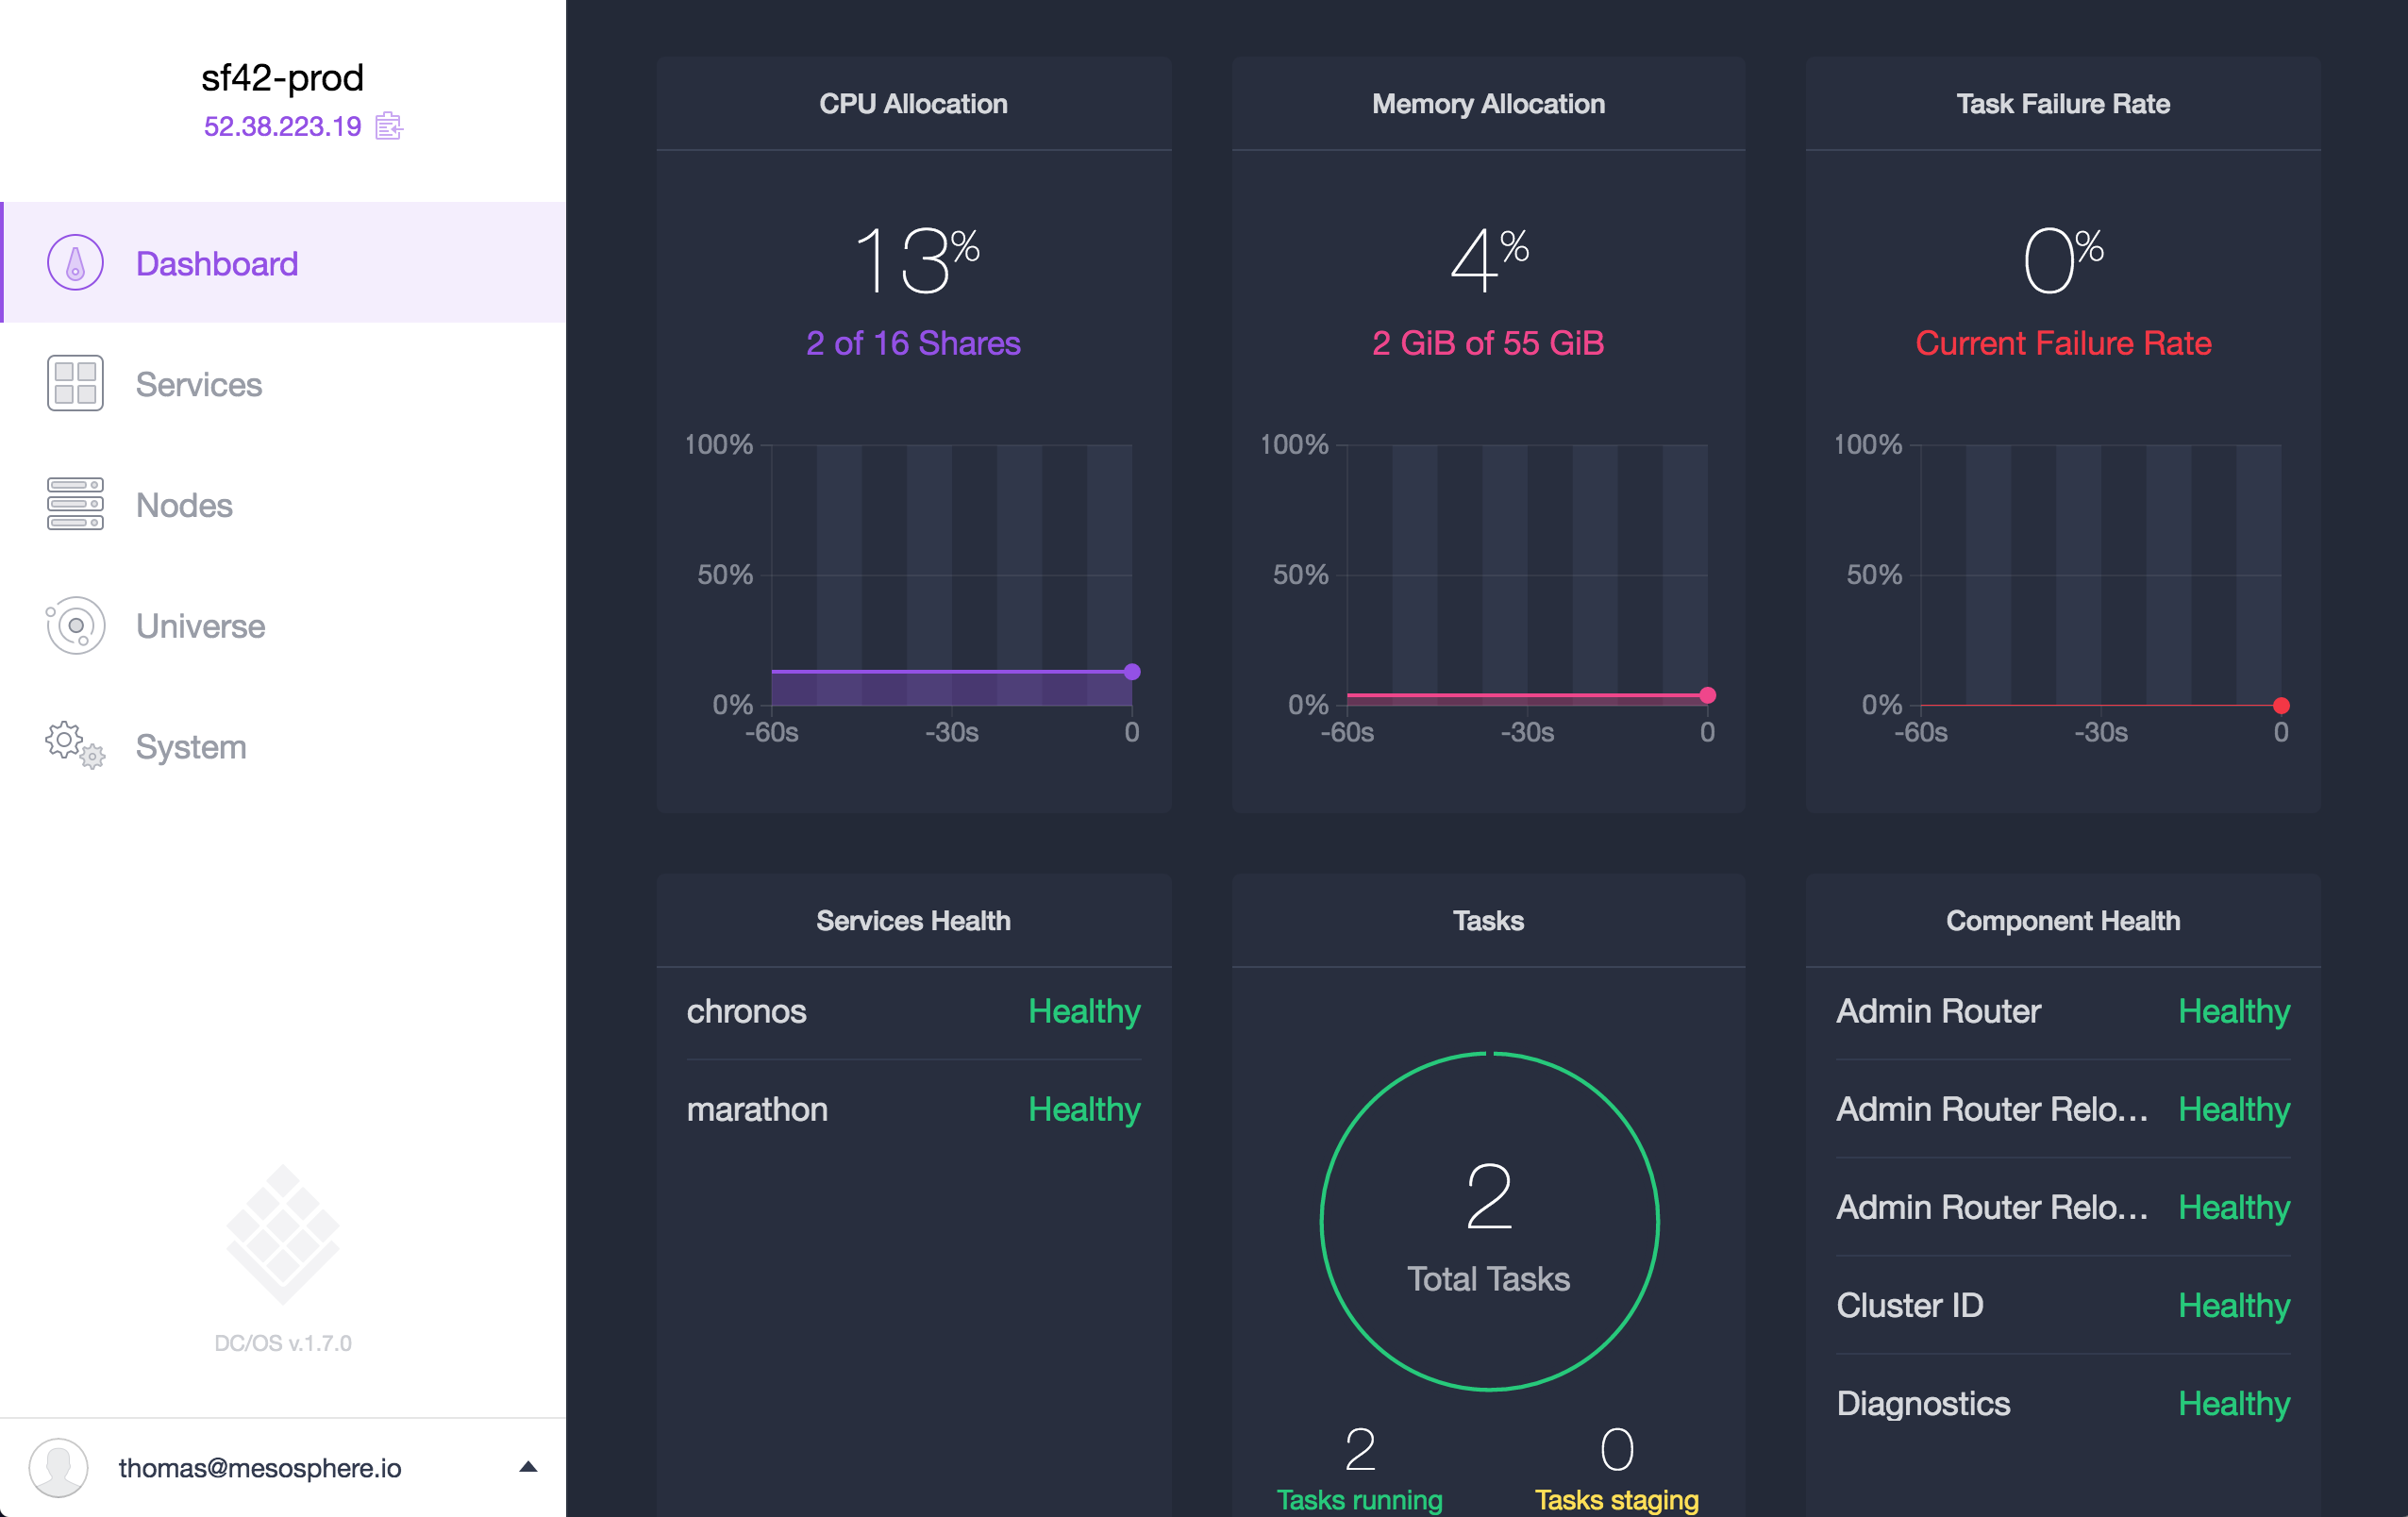 sf42-prod
52.38.223.19
Dashboard
Services
Nodes
Universe
System
DC/OS v.1.7.0
thomas@mesosphere.io
CPU Allocation
13%
2 of 16 Shares
100%
50%
0%
-60s -30s 0
Memory Allocation
4%
2 GiB of 55 GiB
100%
50%
0%
-60s -30s 0
Task Failure Rate
0%
Current Failure Rate
100%
50%
0%
-60s -30s 0
Services Health
chronos Healthy
marathon Healthy
Tasks
2
Total Tasks
2 0
Tasks running Tasks staging
Component Health
Admin Router Healthy
Admin Router Relo... Healthy
Admin Router Relo... Healthy
Cluster ID Healthy
Diagnostics Healthy